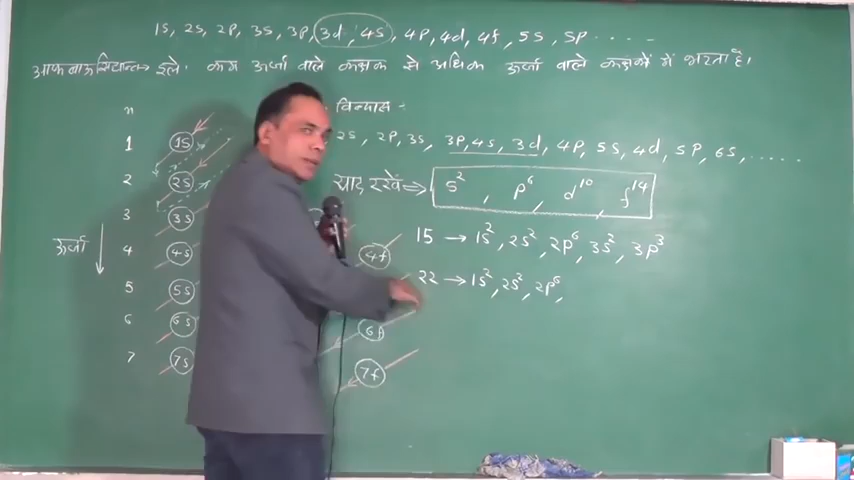 1s, 2s, 2p, 3s, 3p, 3d, 4s, 4p, 4d, 4f, 5s, 5p .....
इले. कम ऊर्जा वाले कक्षक से अधिक ऊर्जा वाले कक्षकों में भरता है।
n विन्यास :-
1 1s 2s, 2p, 3s, 3p, 4s, 3d, 4p, 5s, 4d, 5p, 6s, .....
2 2s याद रखें ⇒ s², p⁶, d¹⁰, f¹⁴
3 3s 15 → 1s², 2s², 2p⁶, 3s², 3p³
ऊर्जा 4 4s 4f
5 5s 22 → 1s², 2s², 2p⁶,
6 6s 6f
7 7s 7f